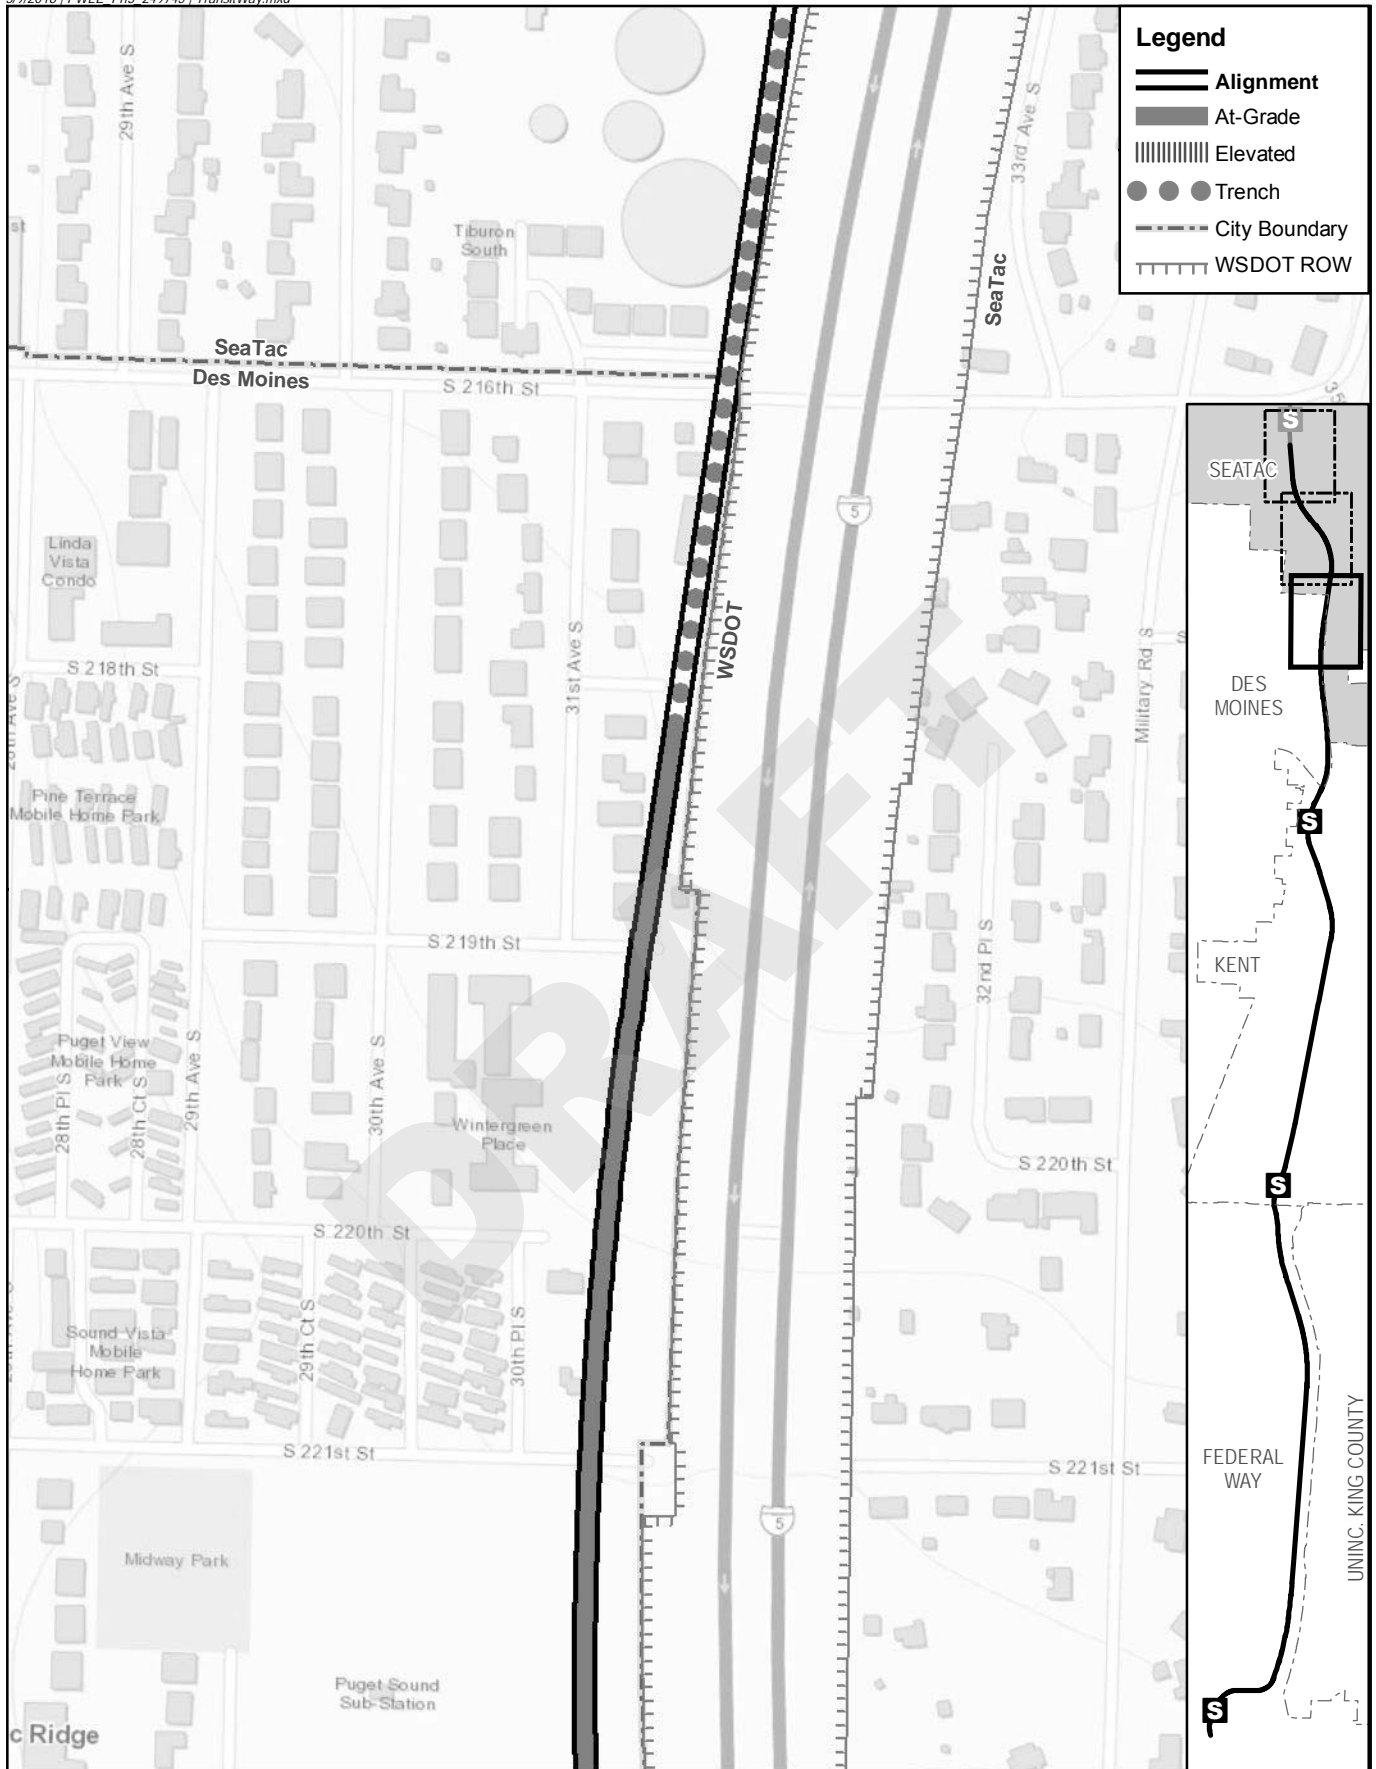 Legend
Alignment
At-Grade
Elevated
Trench
City Boundary
WSDOT ROW
29th Ave S
33rd Ave S
Tiburon
South
SeaTac
st
SeaTac
Des Moines
S 216th St
35
5
Linda
Vista
Condo
WSDOT
31st Ave S
Military Rd S
S
S 218th St
Pine Terrace
Mobile Home Park
S 219th St
32nd Pl S
Puget View
Mobile Home
Park
28th Pl S
28th Ct S
29th Ave S
30th Ave S
Wintergreen
Place
S 220th St
S 220th St
Sound Vista
Mobile
Home Park
29th Ct S
30th Pl S
S 221st St
S 221st St
5
Midway Park
Puget Sound
Sub-Station
c Ridge
DRAFT
S
SEATAC
DES
MOINES
S
KENT
S
FEDERAL
WAY
UNINC. KING COUNTY
S